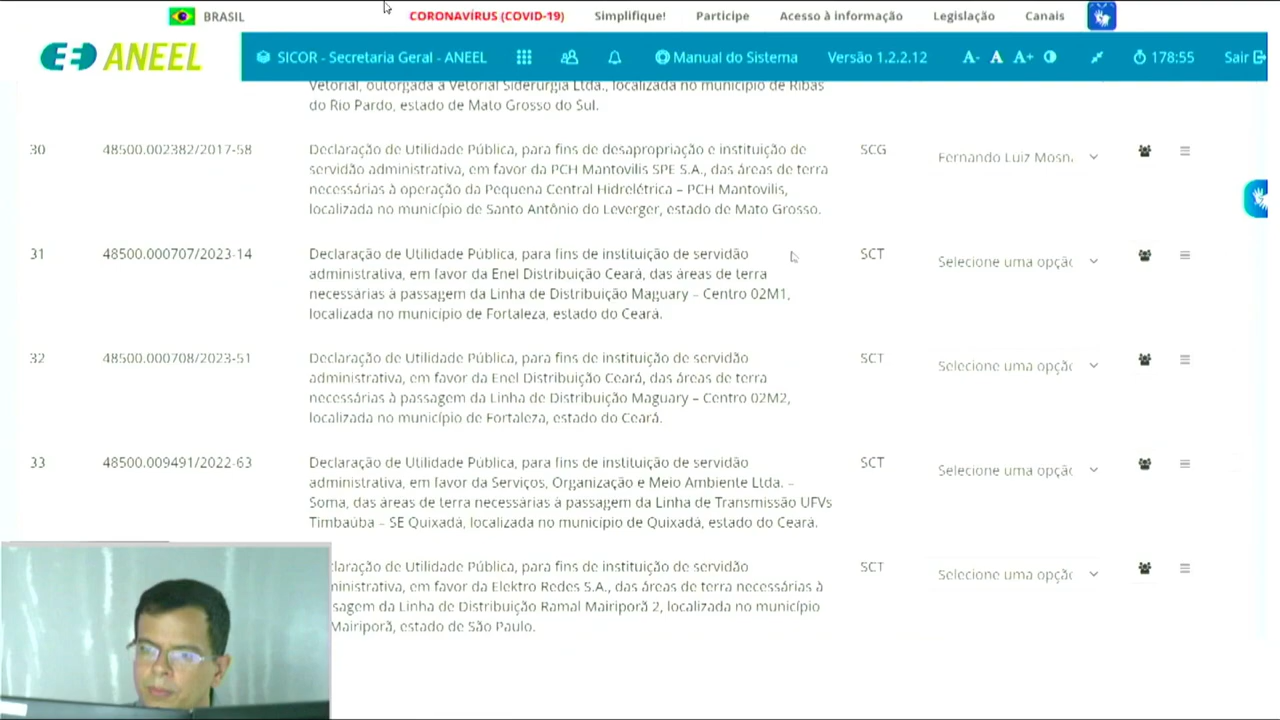 BRASIL
CORONAVÍRUS (COVID-19)
Simplifique!
Participe
Acesso à informação
Legislação
Canais
ANEEL
SICOR - Secretaria Geral - ANEEL
Manual do Sistema
Versão 1.2.2.12
A-
A
A+
178:55
Sair
Vetorial, outorgada à Vetorial Siderurgia Ltda., localizada no município de Ribas
do Rio Pardo, estado de Mato Grosso do Sul.
30
48500.002382/2017-58
Declaração de Utilidade Pública, para fins de desapropriação e instituição de
servidão administrativa, em favor da PCH Mantovilis SPE S.A., das áreas de terra
necessárias à operação da Pequena Central Hidrelétrica – PCH Mantovilis,
localizada no município de Santo Antônio do Leverger, estado de Mato Grosso.
SCG
Fernando Luiz Mosn
31
48500.000707/2023-14
Declaração de Utilidade Pública, para fins de instituição de servidão
administrativa, em favor da Enel Distribuição Ceará, das áreas de terra
necessárias à passagem da Linha de Distribuição Maguary – Centro 02M1,
localizada no município de Fortaleza, estado do Ceará.
SCT
Selecione uma opçã
32
48500.000708/2023-51
Declaração de Utilidade Pública, para fins de instituição de servidão
administrativa, em favor da Enel Distribuição Ceará, das áreas de terra
necessárias à passagem da Linha de Distribuição Maguary – Centro 02M2,
localizada no município de Fortaleza, estado do Ceará.
SCT
Selecione uma opçã
33
48500.009491/2022-63
Declaração de Utilidade Pública, para fins de instituição de servidão
administrativa, em favor da Serviços, Organização e Meio Ambiente Ltda. –
Soma, das áreas de terra necessárias à passagem da Linha de Transmissão UFVs
Timbaúba – SE Quixadá, localizada no município de Quixadá, estado do Ceará.
SCT
Selecione uma opçã
claração de Utilidade Pública, para fins de instituição de servidão
ministrativa, em favor da Elektro Redes S.A., das áreas de terra necessárias à
sagem da Linha de Distribuição Ramal Mairiporã 2, localizada no município
Mairiporã, estado de São Paulo.
SCT
Selecione uma opçã